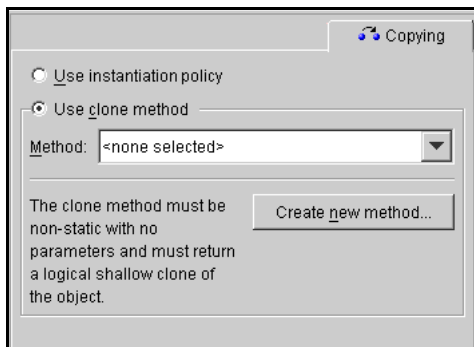 Copying
Use instantiation policy
Use clone method
Method: <none selected>
The clone method must be
non-static with no
parameters and must return
a logical shallow clone of
the object.
Create new method...